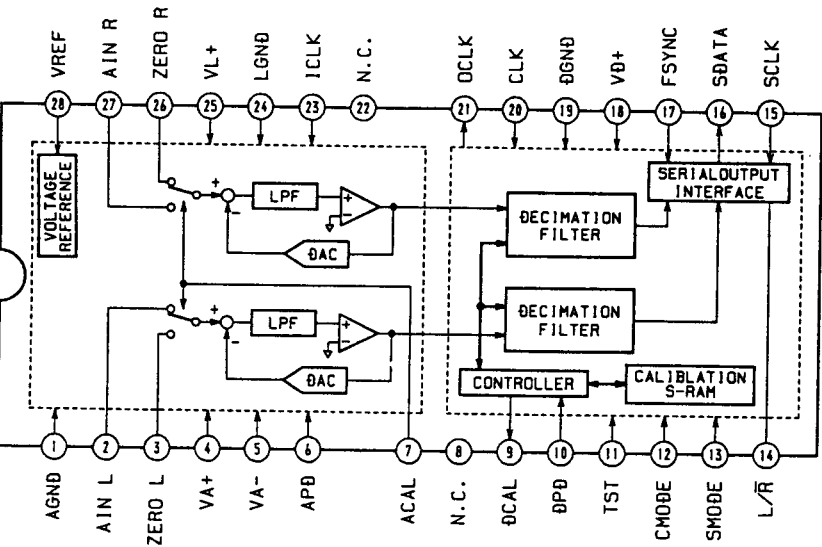 VREF
AIN R
ZERO R
VL+
LGND
ICLK
N.C.
OCLK
CLK
DGND
VD+
FSYNC
SDATA
SCLK
28
27
26
25
24
23
22
21
20
19
18
17
16
15
VOLTAGE
REFERENCE
+
-
LPF
+
-
DAC
DECIMATION
FILTER
SERIAL OUTPUT
INTERFACE
+
-
LPF
+
-
DAC
DECIMATION
FILTER
CONTROLLER
CALIBLATION
S-RAM
1
2
3
4
5
6
7
8
9
10
11
12
13
14
AGND
AIN L
ZERO L
VA+
VA-
APD
ACAL
N.C.
DCAL
DPD
TST
CMODE
SMODE
L/R̅